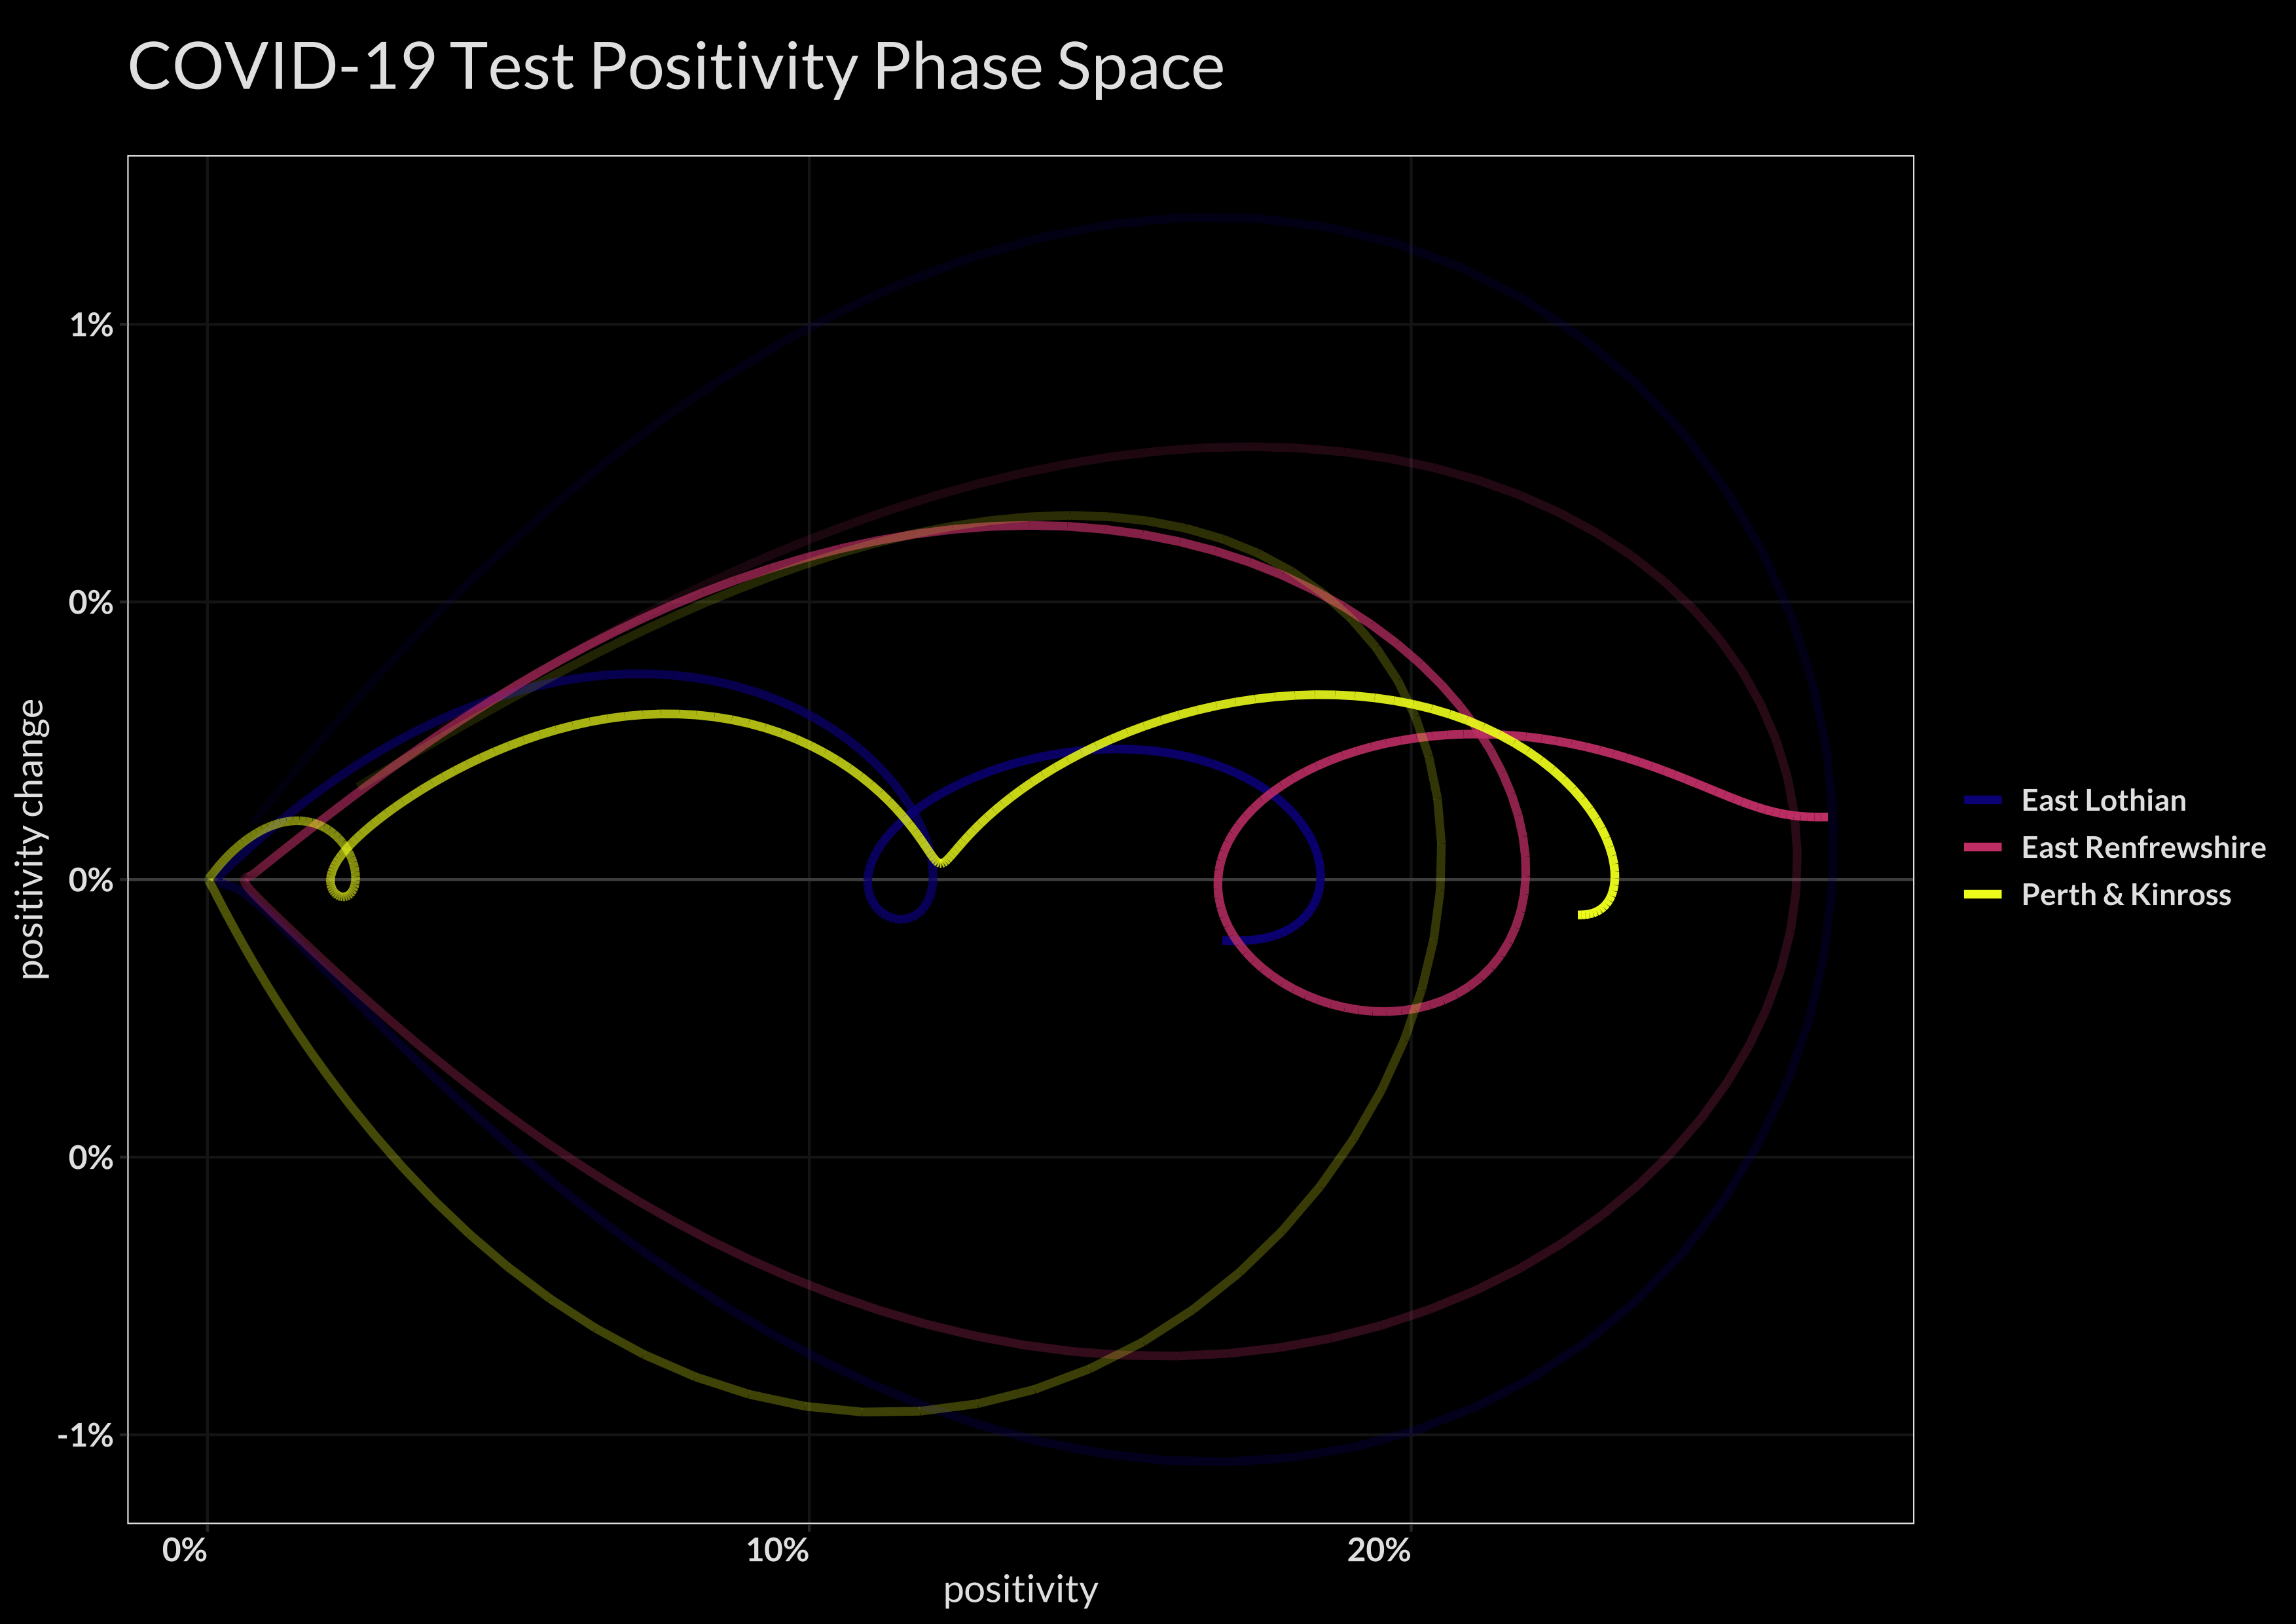 COVID-19 Test Positivity Phase Space
positivity change
1%
0%
0%
0%
-1%
0%
10%
20%
positivity
East Lothian
East Renfrewshire
Perth & Kinross